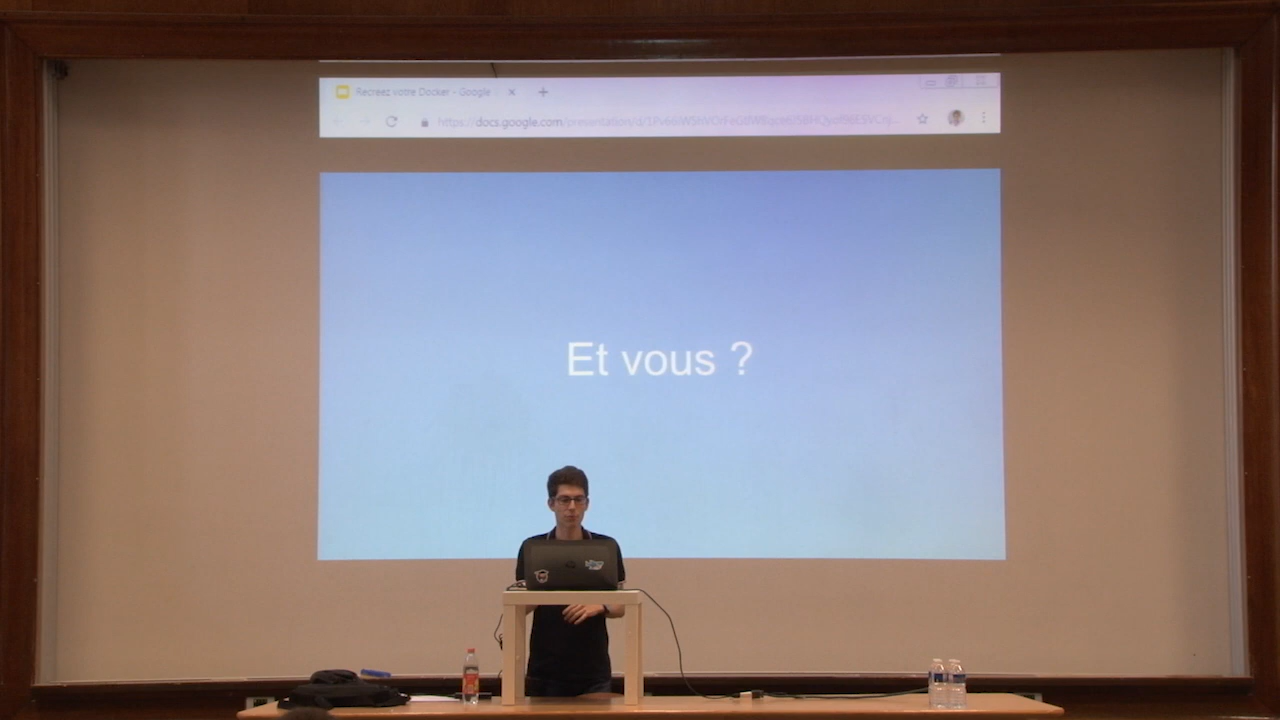 Recreez votre Docker - Google
https://docs.google.com/presentation/d/
Et vous ?